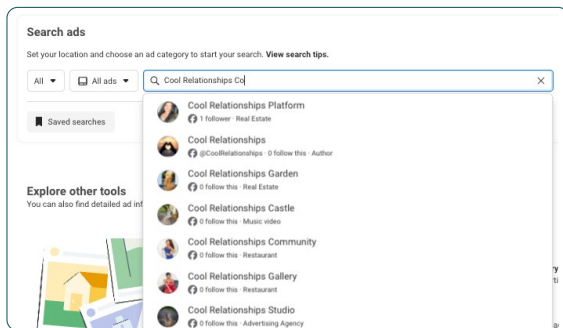 Search ads
Set your location and choose an ad category to start your search. View search tips.
All
All ads
Cool Relationships Co
Saved searches
Cool Relationships Platform
1 follower · Real Estate
Cool Relationships
@CoolRelationships · 0 follow this · Author
Cool Relationships Garden
0 follow this · Real Estate
Cool Relationships Castle
0 follow this · Music video
Cool Relationships Community
0 follow this · Restaurant
Cool Relationships Gallery
0 follow this · Restaurant
Cool Relationships Studio
0 follow this · Advertising Agency
Explore other tools
You can also find detailed ad inf